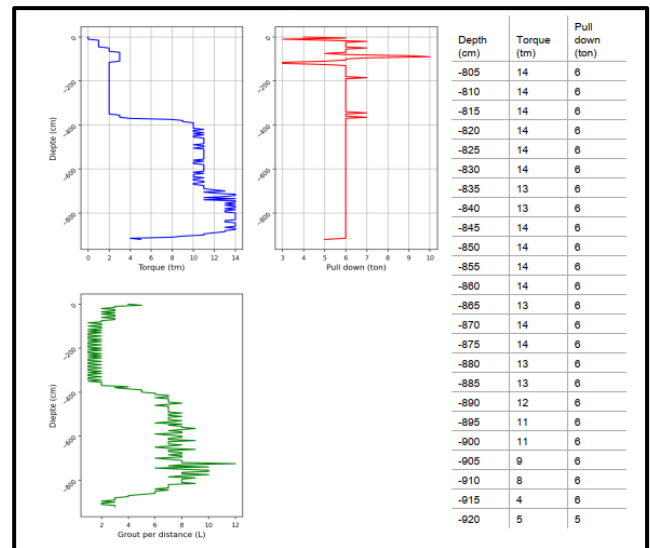 0
−200
−400
−600
−800
Diepte (cm)
0 2 4 6 8 10 12 14
Torque (tm)
0
−200
−400
−600
−800
3 4 5 6 7 8 9 10
Pull down (ton)
0
−200
−400
−600
−800
Diepte (cm)
2 4 6 8 10 12
Grout per distance (L)
Pull
Depth Torque down
(cm) (tm) (ton)
-805 14 6
-810 14 6
-815 14 6
-820 14 6
-825 14 6
-830 14 6
-835 13 6
-840 13 6
-845 14 6
-850 14 6
-855 14 6
-860 14 6
-865 13 6
-870 14 6
-875 14 6
-880 13 6
-885 13 6
-890 12 6
-895 11 6
-900 11 6
-905 9 6
-910 8 6
-915 4 6
-920 5 5